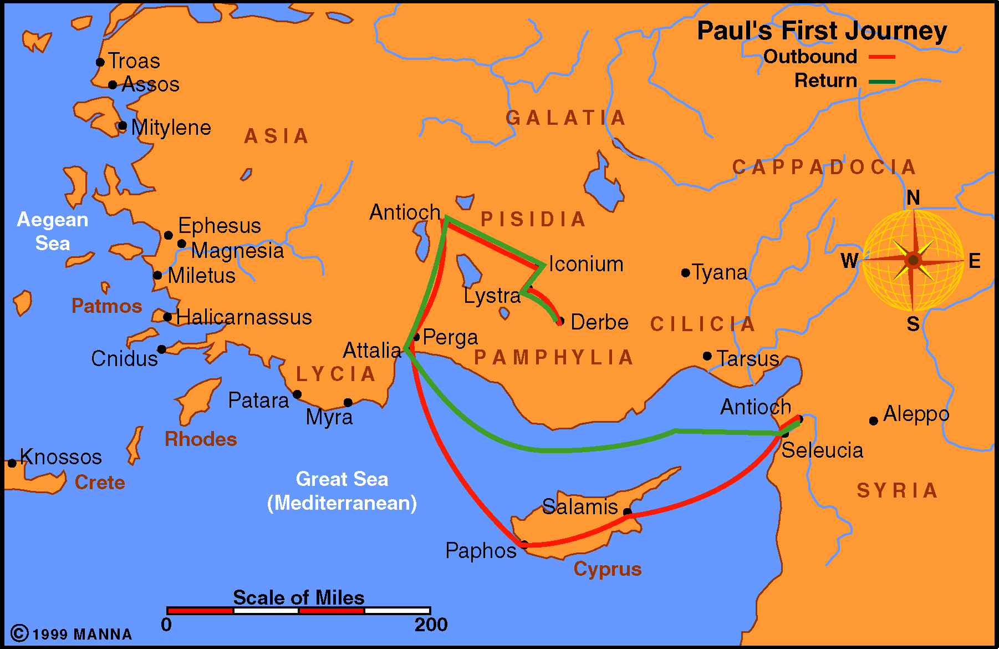 Paul's First Journey
Outbound
Return
Troas
Assos
Mitylene
ASIA
GALATIA
CAPPADOCIA
N
W
E
S
Aegean
Sea
Antioch
PISIDIA
Ephesus
Magnesia
Miletus
Iconium
Tyana
Lystra
Patmos
Halicarnassus
Derbe
CILICIA
Perga
Attalia
PAMPHYLIA
Cnidus
Tarsus
LYCIA
Patara
Myra
Antioch
Aleppo
Rhodes
Seleucia
Knossos
Crete
Great Sea
(Mediterranean)
SYRIA
Salamis
Paphos
Cyprus
Scale of Miles
0 200
© 1999 MANNA